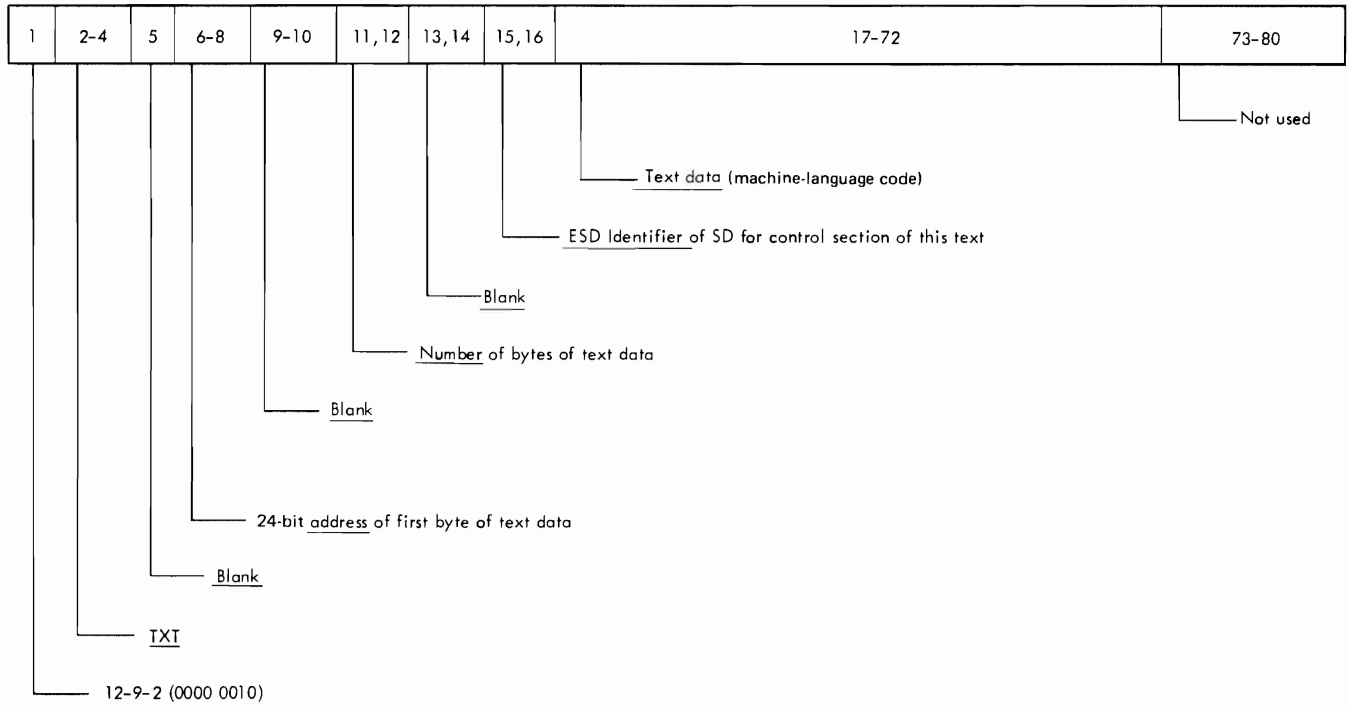 1 2-4 5 6-8 9-10 11,12 13,14 15,16 17-72 73-80
Not used
Text data (machine-language code)
ESD Identifier of SD for control section of this text
Blank
Number of bytes of text data
Blank
24-bit address of first byte of text data
Blank
TXT
12-9-2 (0000 0010)